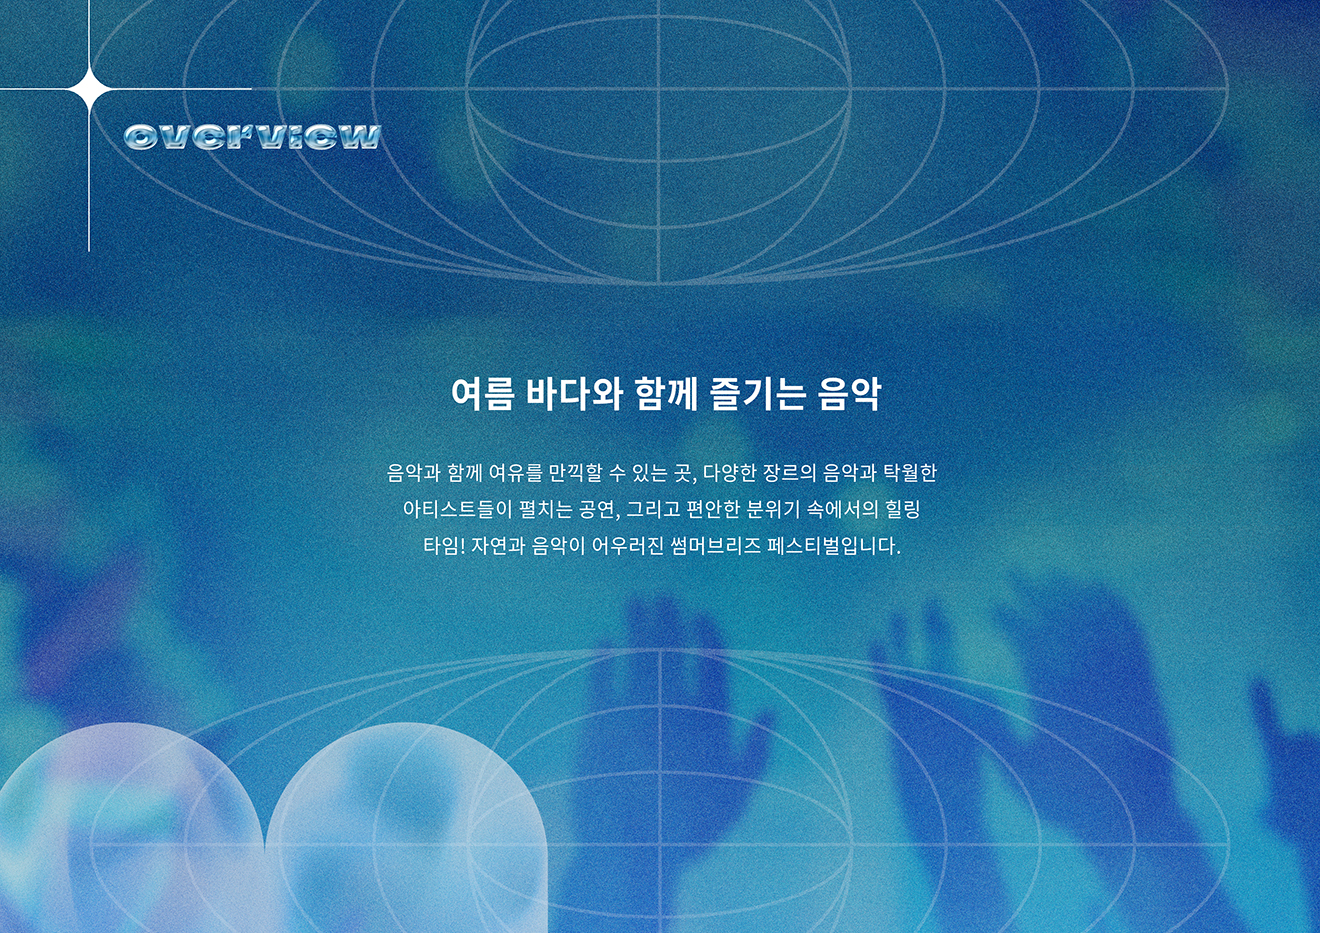 overview
여름 바다와 함께 즐기는 음악
음악과 함께 여유를 만끽할 수 있는 곳, 다양한 장르의 음악과 탁월한
아티스트들이 펼치는 공연, 그리고 편안한 분위기 속에서의 힐링
타임! 자연과 음악이 어우러진 썸머브리즈 페스티벌입니다.